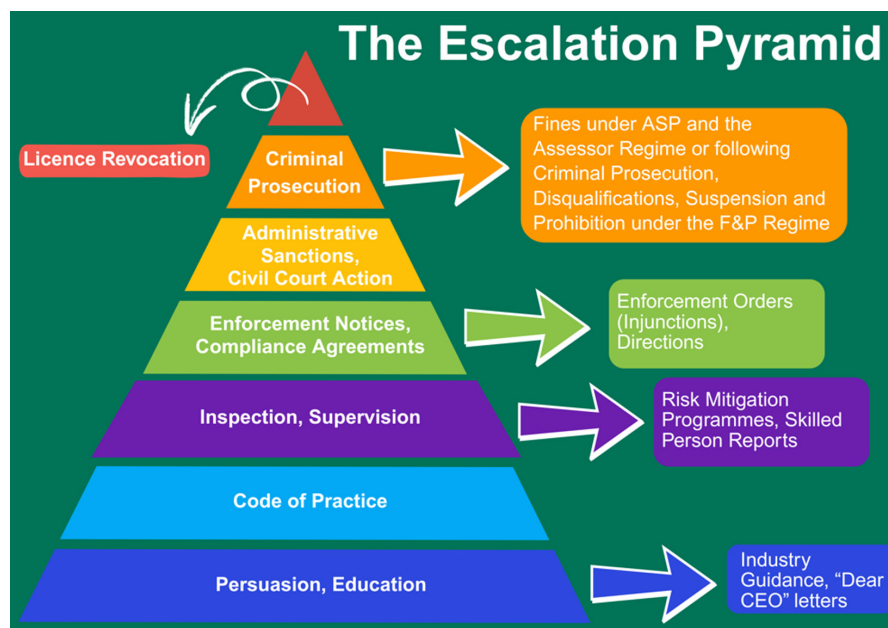 The Escalation Pyramid
Licence Revocation
Criminal
Prosecution
Fines under ASP and the
Assessor Regime or following
Criminal Prosecution,
Disqualifications, Suspension and
Prohibition under the F&P Regime
Administrative
Sanctions,
Civil Court Action
Enforcement Notices,
Compliance Agreements
Enforcement Orders
(Injunctions),
Directions
Inspection, Supervision
Risk Mitigation
Programmes, Skilled
Person Reports
Code of Practice
Persuasion, Education
Industry
Guidance, “Dear
CEO” letters